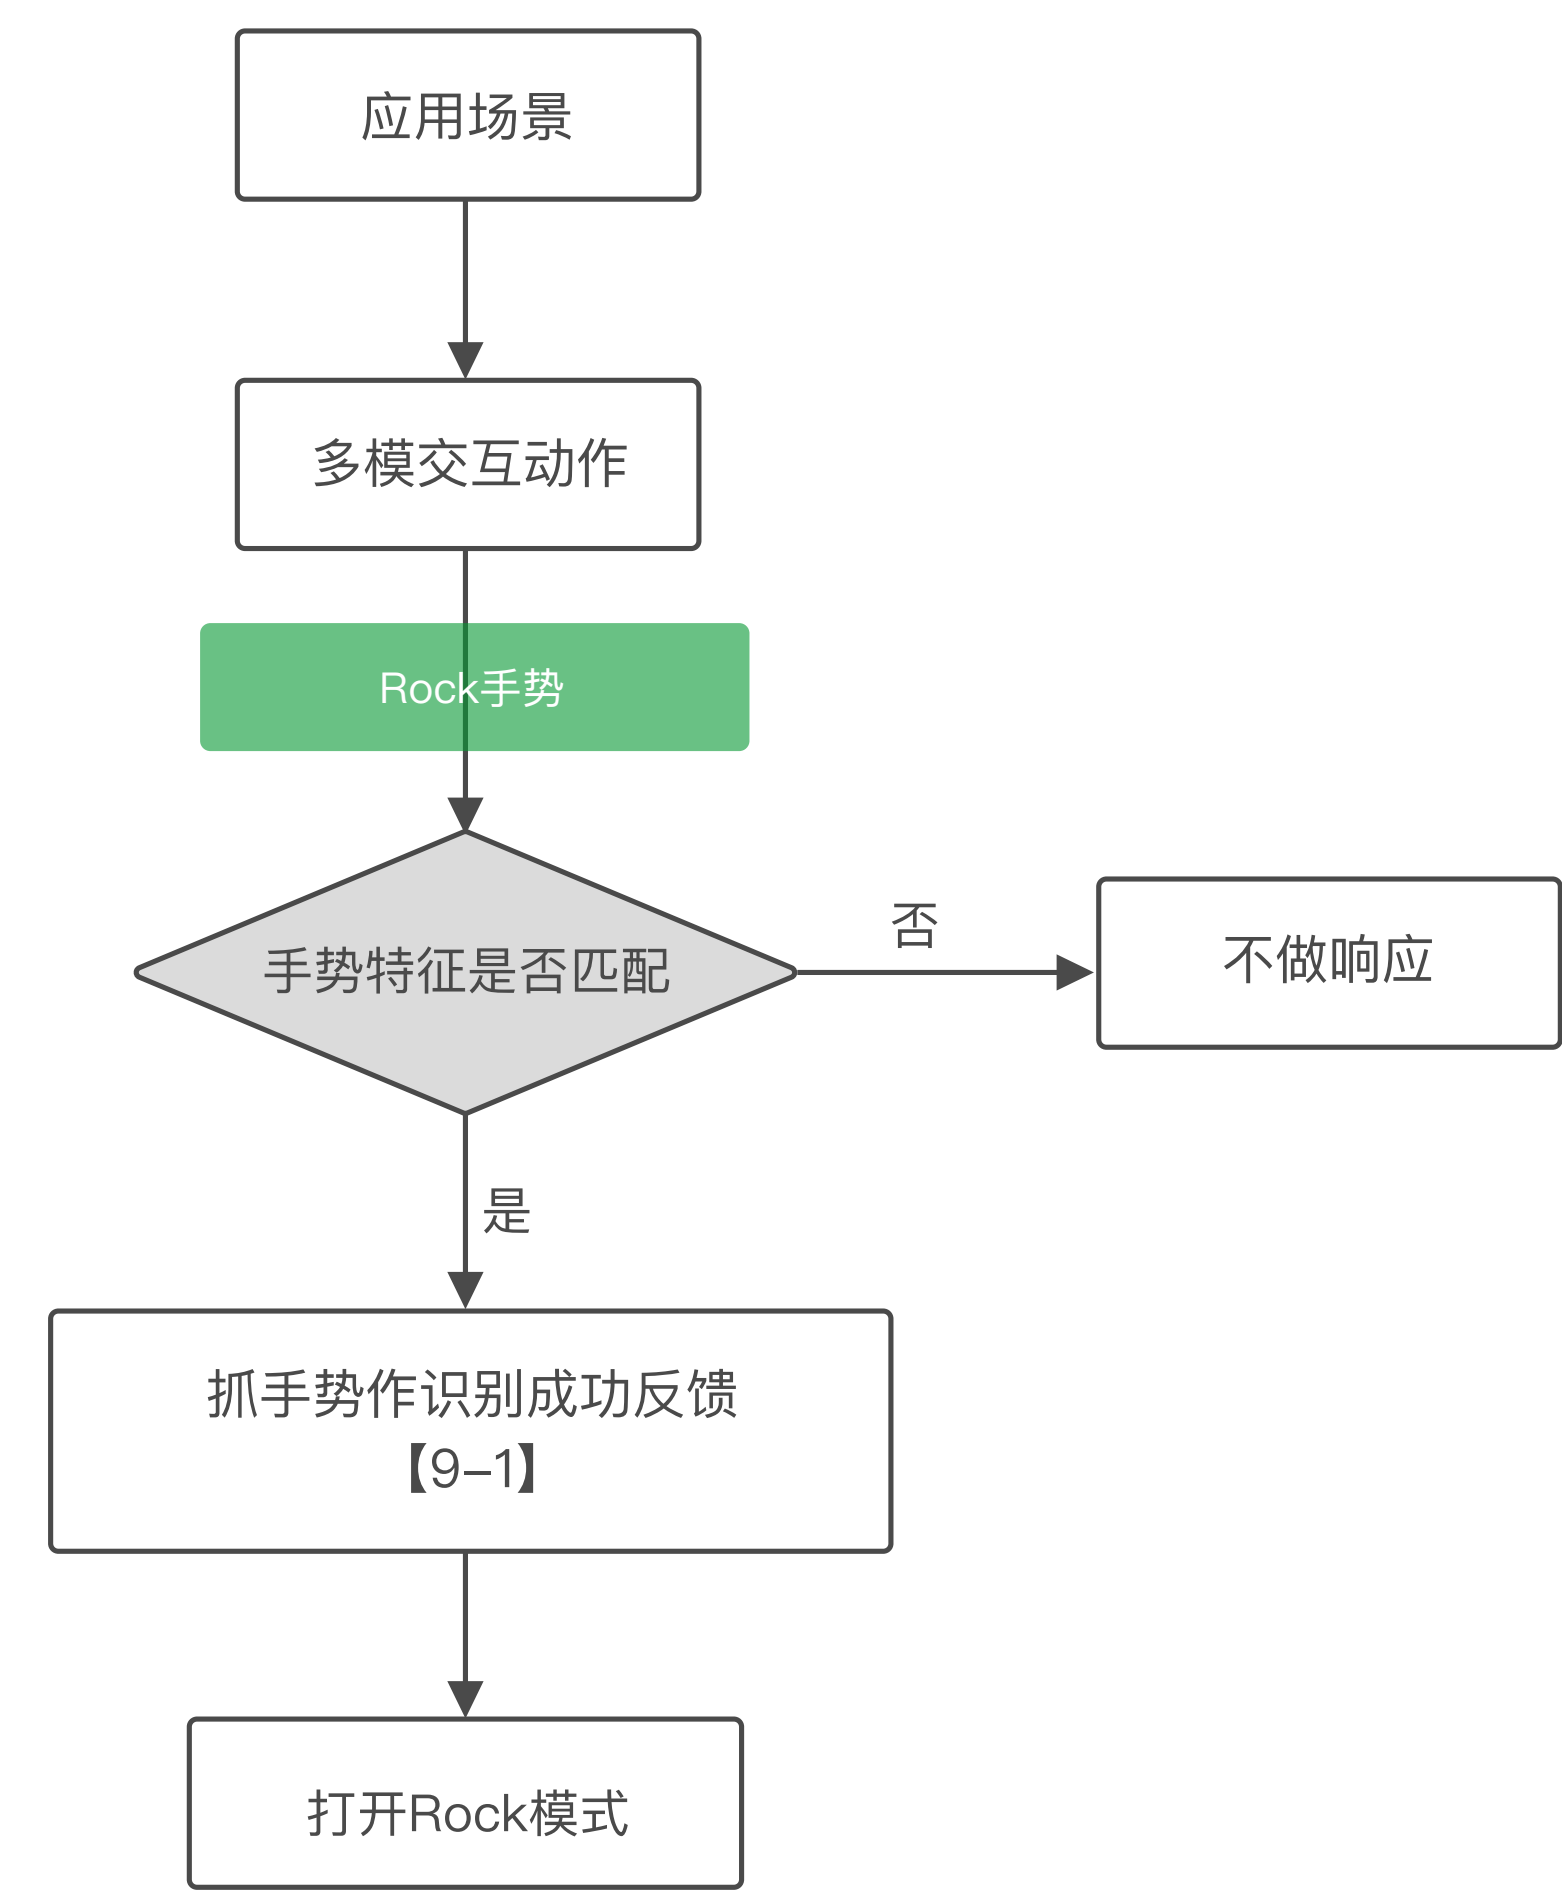 应用场景
多模交互动作
Rock手势
手势特征是否匹配
否
不做响应
是
抓手势作识别成功反馈
【9-1】
打开Rock模式